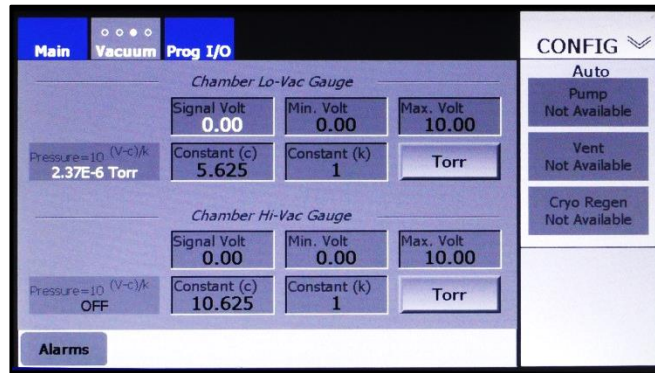 Main Vacuum Prog I/O
CONFIG
Auto
Pump
Not Available
Vent
Not Available
Cryo Regen
Not Available
Chamber Lo-Vac Gauge
Signal Volt Min. Volt Max. Volt
0.00 0.00 10.00
Pressure=10 (V-c)/k Constant (c) Constant (k) Torr
2.37E-6 Torr 5.625 1
Chamber Hi-Vac Gauge
Signal Volt Min. Volt Max. Volt
0.00 0.00 10.00
Pressure=10 (V-c)/k Constant (c) Constant (k) Torr
OFF 10.625 1
Alarms